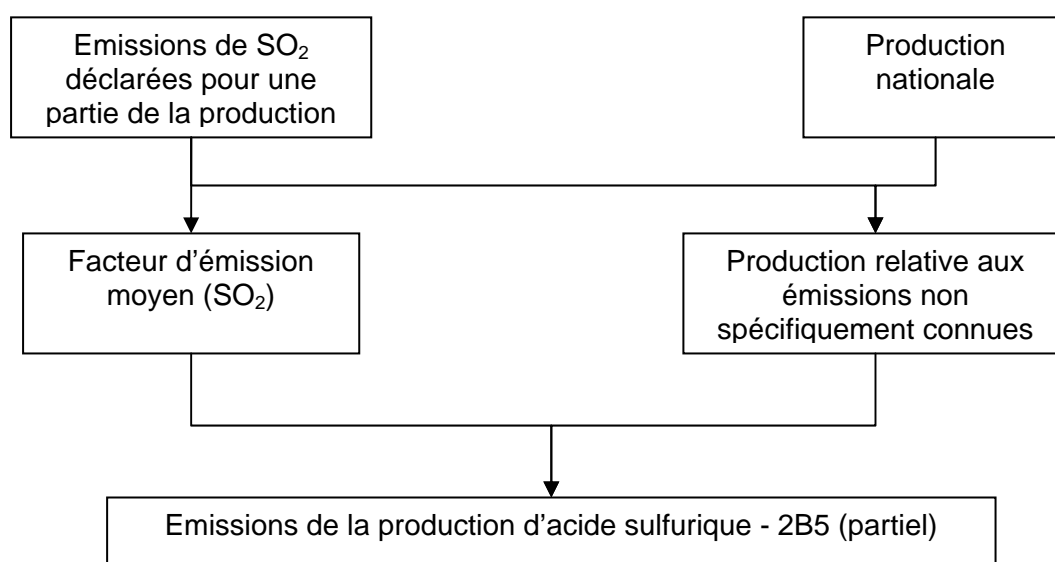 Emissions de SO₂
déclarées pour une
partie de la production
Production
nationale
Facteur d’émission
moyen (SO₂)
Production relative aux
émissions non
spécifiquement connues
Emissions de la production d’acide sulfurique - 2B5 (partiel)